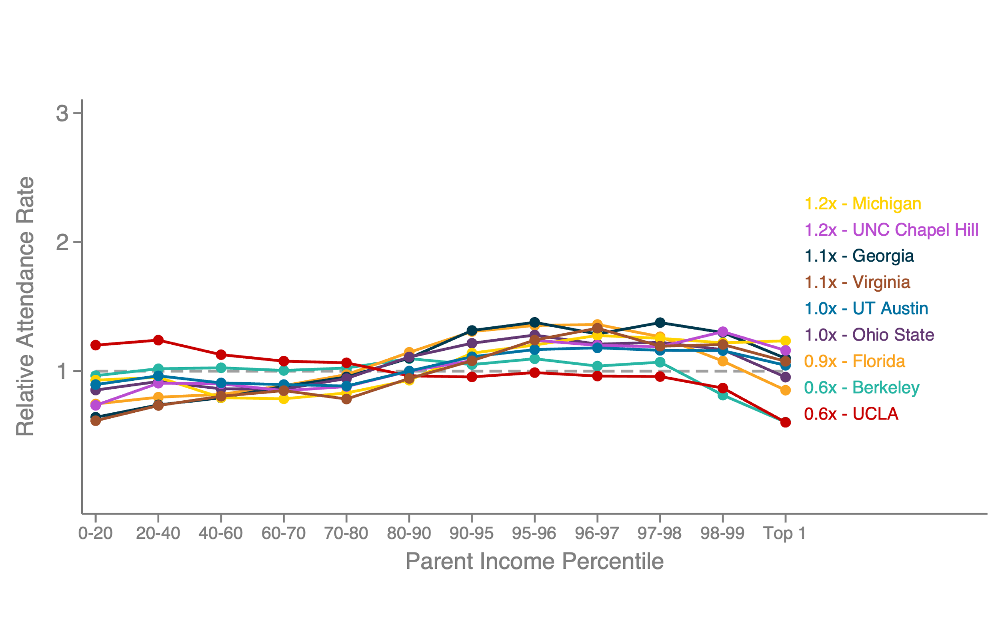 3
2
1
Relative Attendance Rate
1.2x - Michigan
1.2x - UNC Chapel Hill
1.1x - Georgia
1.1x - Virginia
1.0x - UT Austin
1.0x - Ohio State
0.9x - Florida
0.6x - Berkeley
0.6x - UCLA
0-20 20-40 40-60 60-70 70-80 80-90 90-95 95-96 96-97 97-98 98-99 Top 1
Parent Income Percentile